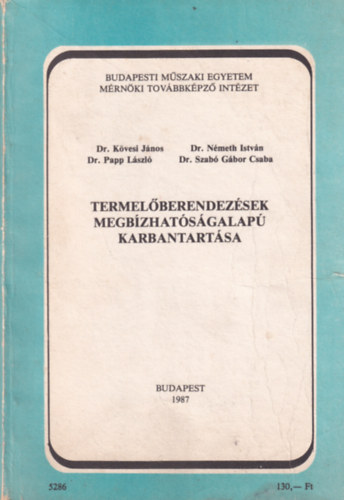 BUDAPESTI MŰSZAKI EGYETEM
MÉRNÖKI TOVÁBBKÉPZŐ INTÉZET
Dr. Kövesi János Dr. Németh István
Dr. Papp László Dr. Szabó Gábor Csaba
TERMELŐBERENDEZÉSEK
MEGBÍZHATÓSÁGALAPÚ
KARBANTARTÁSA
BUDAPEST
1987
5286 130,— Ft